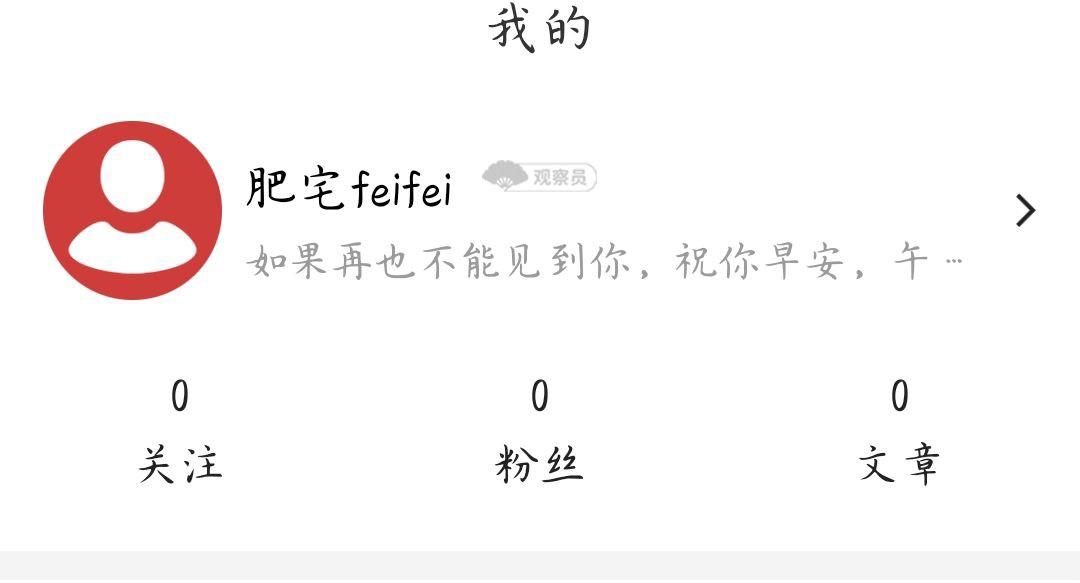 我的
肥宅feifei 观察员
如果再也不能见到你，祝你早安，午…
0 0 0
关注 粉丝 文章